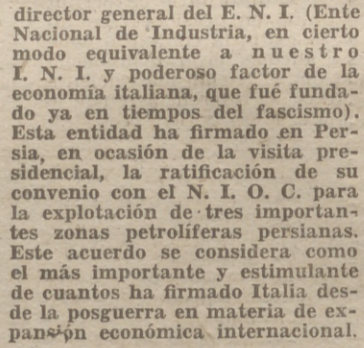 director general del E. N. I. (Ente
Nacional de Industria, en cierto
modo equivalente a nuestro
I. N. I. y poderoso factor de la
economía italiana, que fué funda-
do ya en tiempos del fascismo).
Esta entidad ha firmado en Per-
sia, en ocasión de la visita pre-
sidencial, la ratificación de su
convenio con el N. I. O. C. para
la explotación de tres importan-
tes zonas petrolíferas persianas.
Este acuerdo se considera como
el más importante y estimulante
de cuantos ha firmado Italia des-
de la posguerra en materia de ex-
pansión económica internacional.